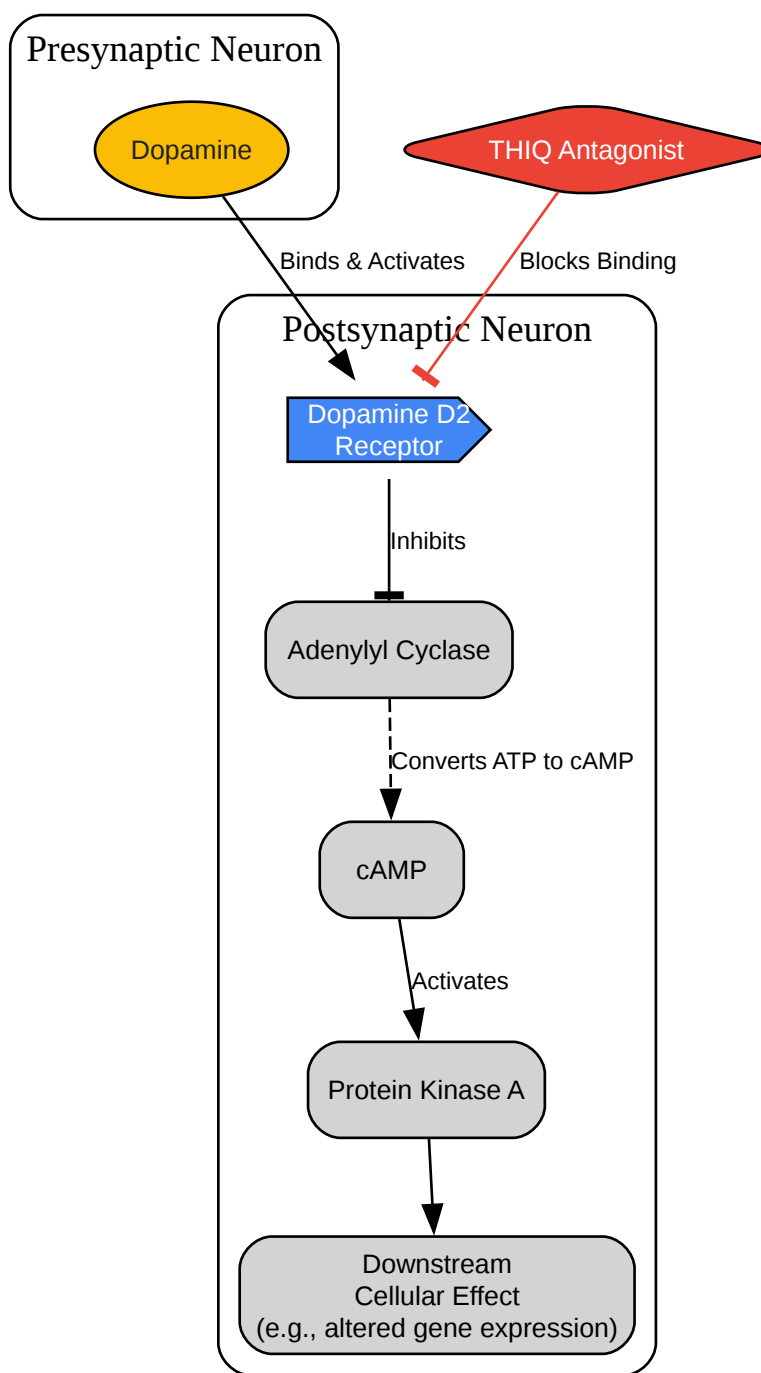 Presynaptic Neuron
Dopamine
THIQ Antagonist
Binds & Activates
Blocks Binding
Postsynaptic Neuron
Dopamine D2
Receptor
Inhibits
Adenylyl Cyclase
Converts ATP to cAMP
cAMP
Activates
Protein Kinase A
Downstream
Cellular Effect
(e.g., altered gene expression)